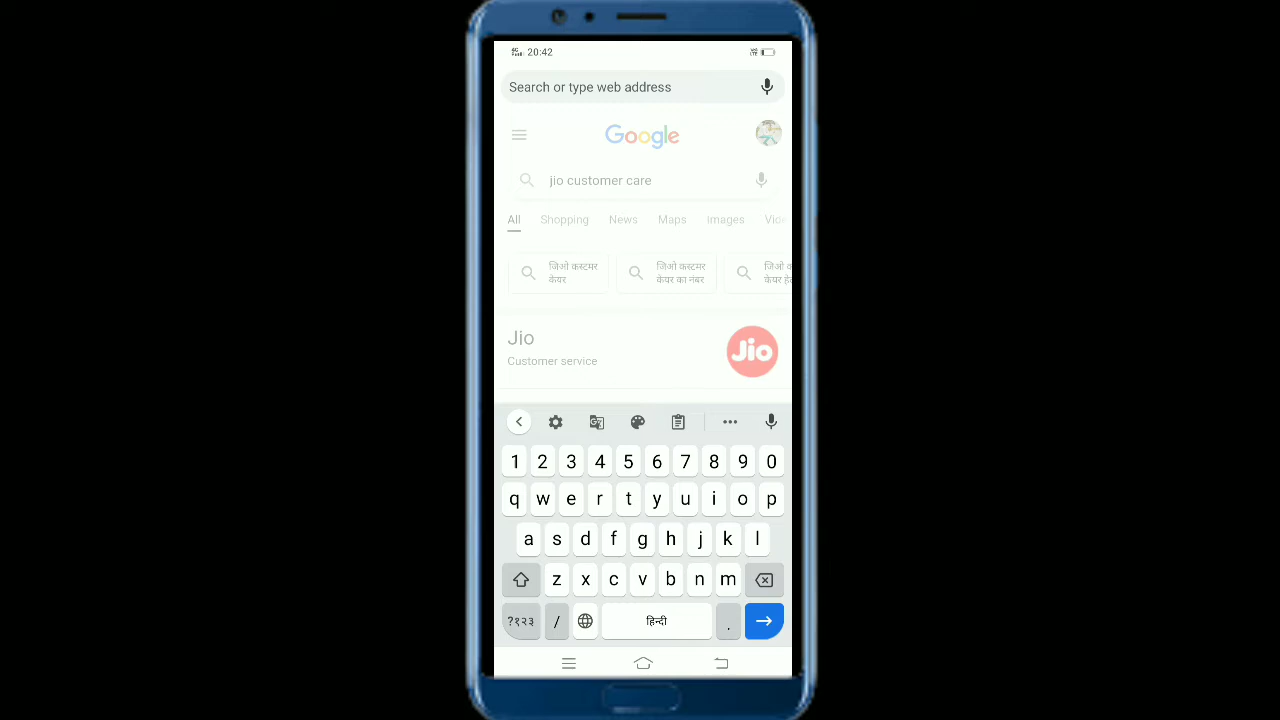 20:42
Search or type web address
Google
jio customer care
All Shopping News Maps Images
जिओ कस्टमर
केयर
जिओ कस्टमर
केयर का नंबर
जिओ
केयर
Jio
Customer service
Jio
1 2 3 4 5 6 7 8 9 0
q w e r t y u i o p
a s d f g h j k l
z x c v b n m
?१२३ / हिन्दी .